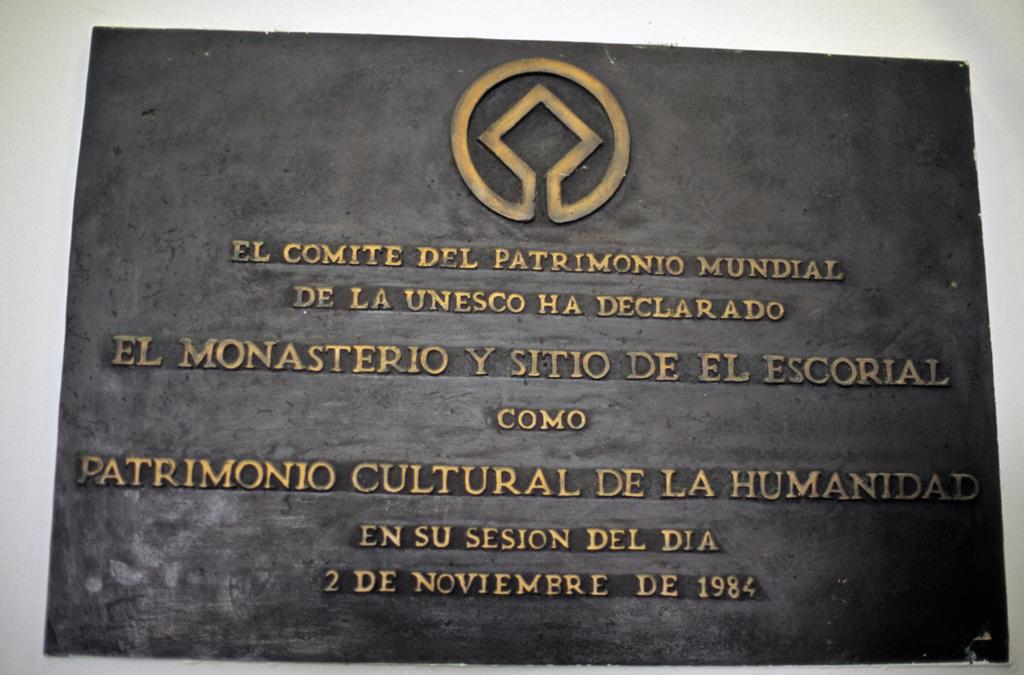 EL COMITE DEL PATRIMONIO MUNDIAL
DE LA UNESCO HA DECLARADO
EL MONASTERIO Y SITIO DE EL ESCORIAL
COMO
PATRIMONIO CULTURAL DE LA HUMANIDAD
EN SU SESION DEL DIA
2 DE NOVIEMBRE DE 1984